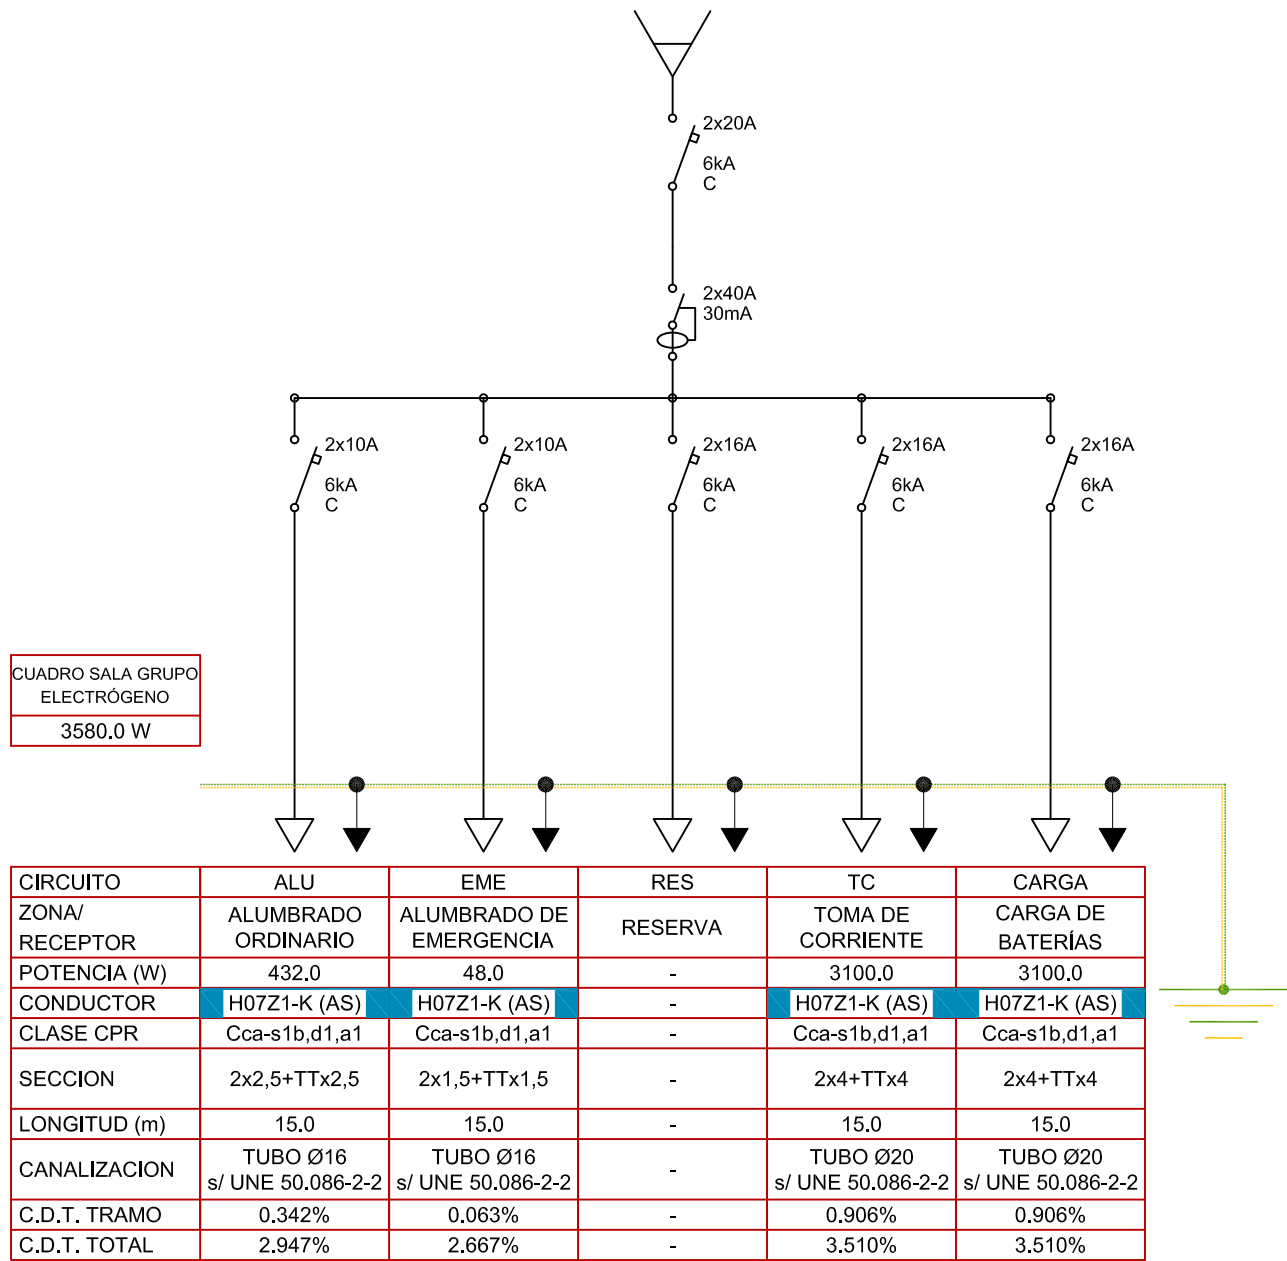 2x20A
6kA
C
2x40A
30mA
2x10A
6kA
C
2x10A
6kA
C
2x16A
6kA
C
2x16A
6kA
C
2x16A
6kA
C
CUADRO SALA GRUPO
ELECTRÓGENO
3580.0 W
CIRCUITO ALU EME RES TC CARGA
ZONA/
RECEPTOR
ALUMBRADO
ORDINARIO
ALUMBRADO DE
EMERGENCIA
RESERVA
TOMA DE
CORRIENTE
CARGA DE
BATERÍAS
POTENCIA (W) 432.0 48.0 - 3100.0 3100.0
CONDUCTOR H07Z1-K (AS) H07Z1-K (AS) - H07Z1-K (AS) H07Z1-K (AS)
CLASE CPR Cca-s1b,d1,a1 Cca-s1b,d1,a1 - Cca-s1b,d1,a1 Cca-s1b,d1,a1
SECCION 2x2,5+TTx2,5 2x1,5+TTx1,5 - 2x4+TTx4 2x4+TTx4
LONGITUD (m) 15.0 15.0 - 15.0 15.0
CANALIZACION
TUBO Ø16
s/ UNE 50.086-2-2
TUBO Ø16
s/ UNE 50.086-2-2
-
TUBO Ø20
s/ UNE 50.086-2-2
TUBO Ø20
s/ UNE 50.086-2-2
C.D.T. TRAMO 0.342% 0.063% - 0.906% 0.906%
C.D.T. TOTAL 2.947% 2.667% - 3.510% 3.510%